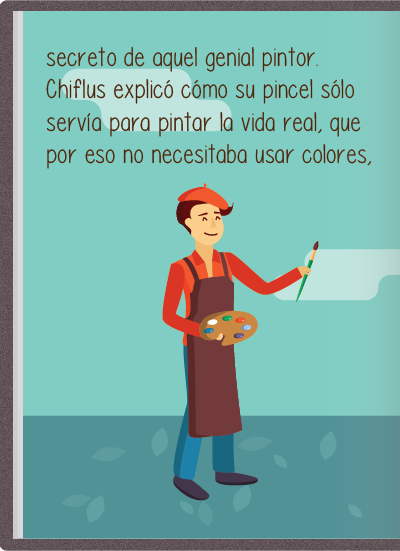 secreto de aquel genial pintor.
Chiflus explicó cómo su pincel sólo
servía para pintar la vida real, que
por eso no necesitaba usar colores,